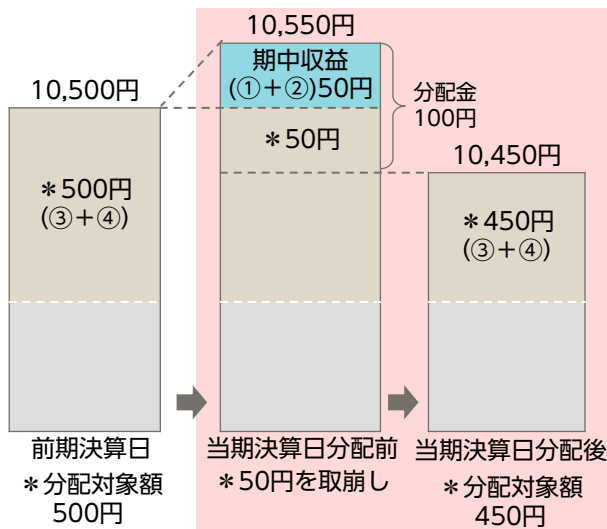 10,500円
＊500円
(③＋④)
前期決算日
＊分配対象額
500円
10,550円
期中収益
(①＋②)50円
＊50円
分配金
100円
当期決算日分配前
＊50円を取崩し
10,450円
＊450円
(③＋④)
当期決算日分配後
＊分配対象額
450円